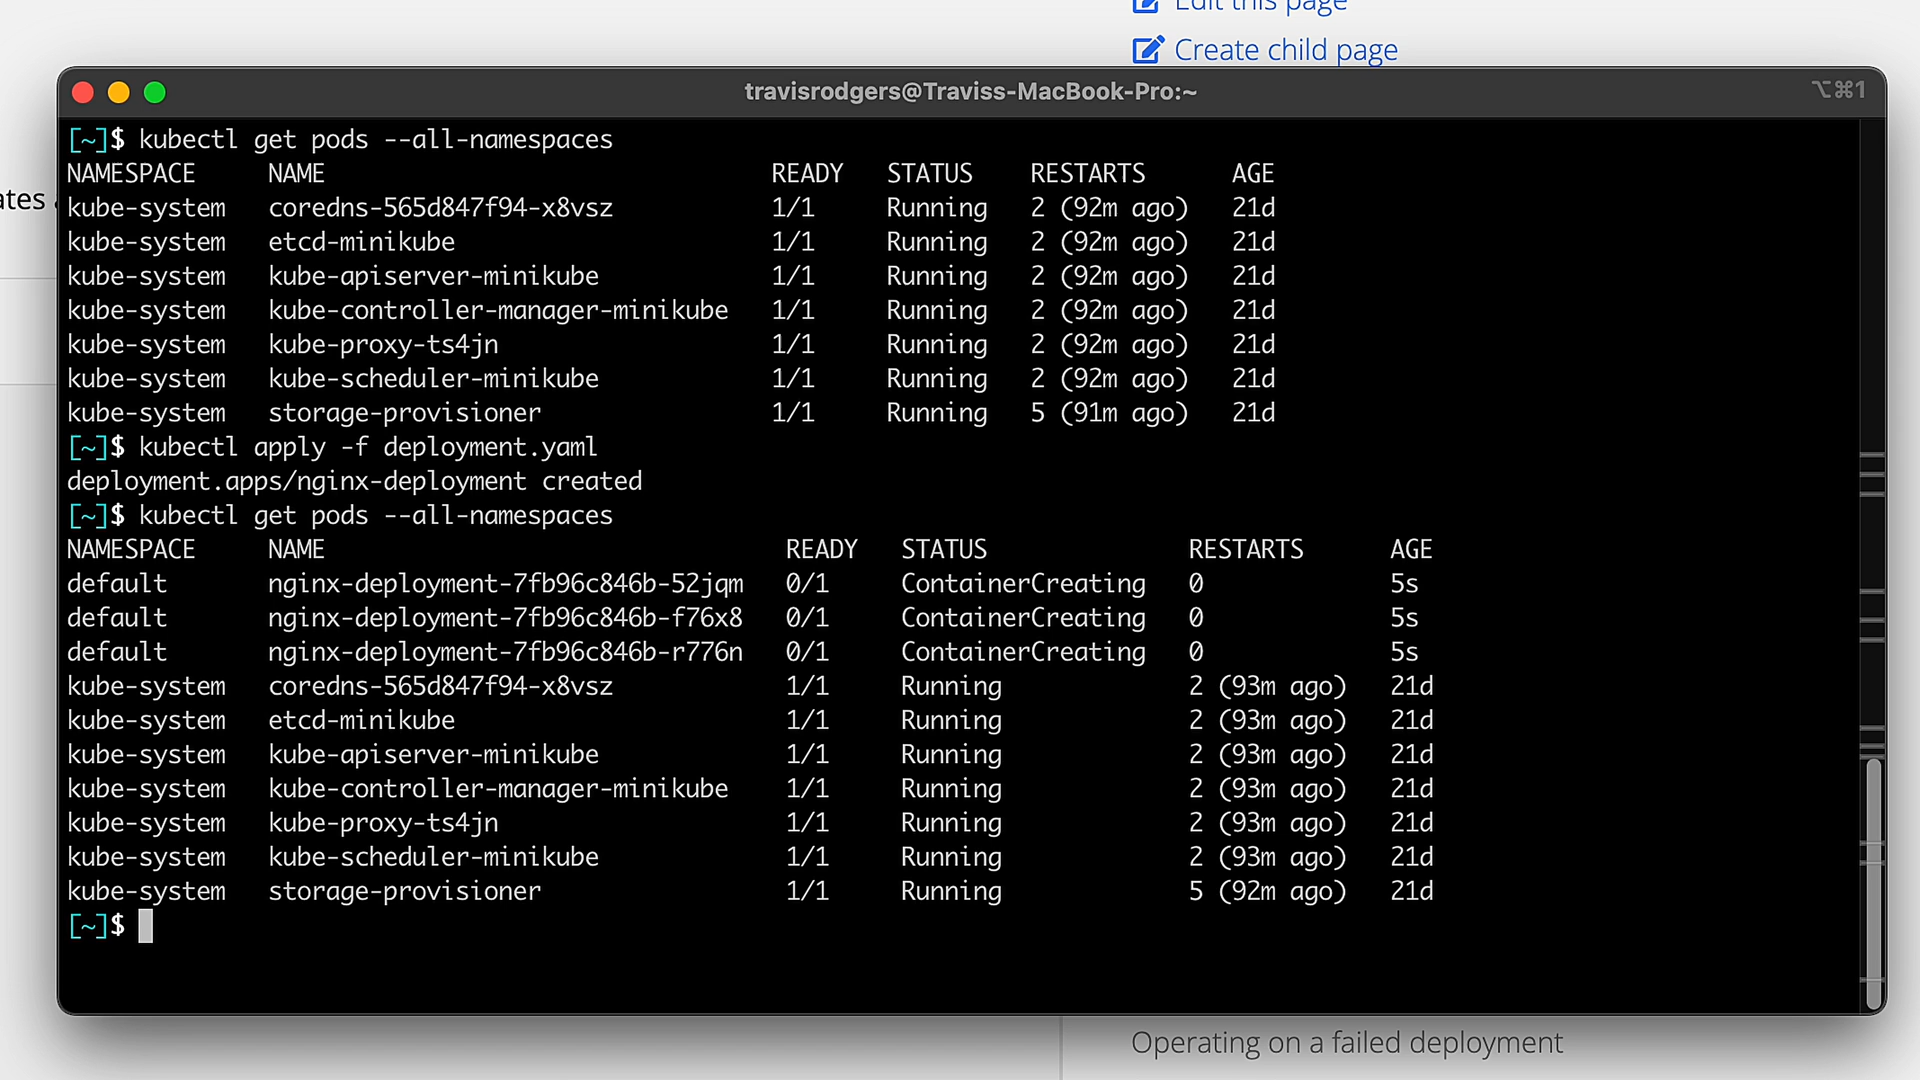 Edit this page
Create child page
travisrodgers@Traviss-MacBook-Pro:~
⌥⌘1
[~]$ kubectl get pods --all-namespaces
NAMESPACE NAME READY STATUS RESTARTS AGE
kube-system coredns-565d847f94-x8vsz 1/1 Running 2 (92m ago) 21d
kube-system etcd-minikube 1/1 Running 2 (92m ago) 21d
kube-system kube-apiserver-minikube 1/1 Running 2 (92m ago) 21d
kube-system kube-controller-manager-minikube 1/1 Running 2 (92m ago) 21d
kube-system kube-proxy-ts4jn 1/1 Running 2 (92m ago) 21d
kube-system kube-scheduler-minikube 1/1 Running 2 (92m ago) 21d
kube-system storage-provisioner 1/1 Running 5 (91m ago) 21d
[~]$ kubectl apply -f deployment.yaml
deployment.apps/nginx-deployment created
[~]$ kubectl get pods --all-namespaces
NAMESPACE NAME READY STATUS RESTARTS AGE
default nginx-deployment-7fb96c846b-52jqm 0/1 ContainerCreating 0 5s
default nginx-deployment-7fb96c846b-f76x8 0/1 ContainerCreating 0 5s
default nginx-deployment-7fb96c846b-r776n 0/1 ContainerCreating 0 5s
kube-system coredns-565d847f94-x8vsz 1/1 Running 2 (93m ago) 21d
kube-system etcd-minikube 1/1 Running 2 (93m ago) 21d
kube-system kube-apiserver-minikube 1/1 Running 2 (93m ago) 21d
kube-system kube-controller-manager-minikube 1/1 Running 2 (93m ago) 21d
kube-system kube-proxy-ts4jn 1/1 Running 2 (93m ago) 21d
kube-system kube-scheduler-minikube 1/1 Running 2 (93m ago) 21d
kube-system storage-provisioner 1/1 Running 5 (92m ago) 21d
[~]$
Operating on a failed deployment